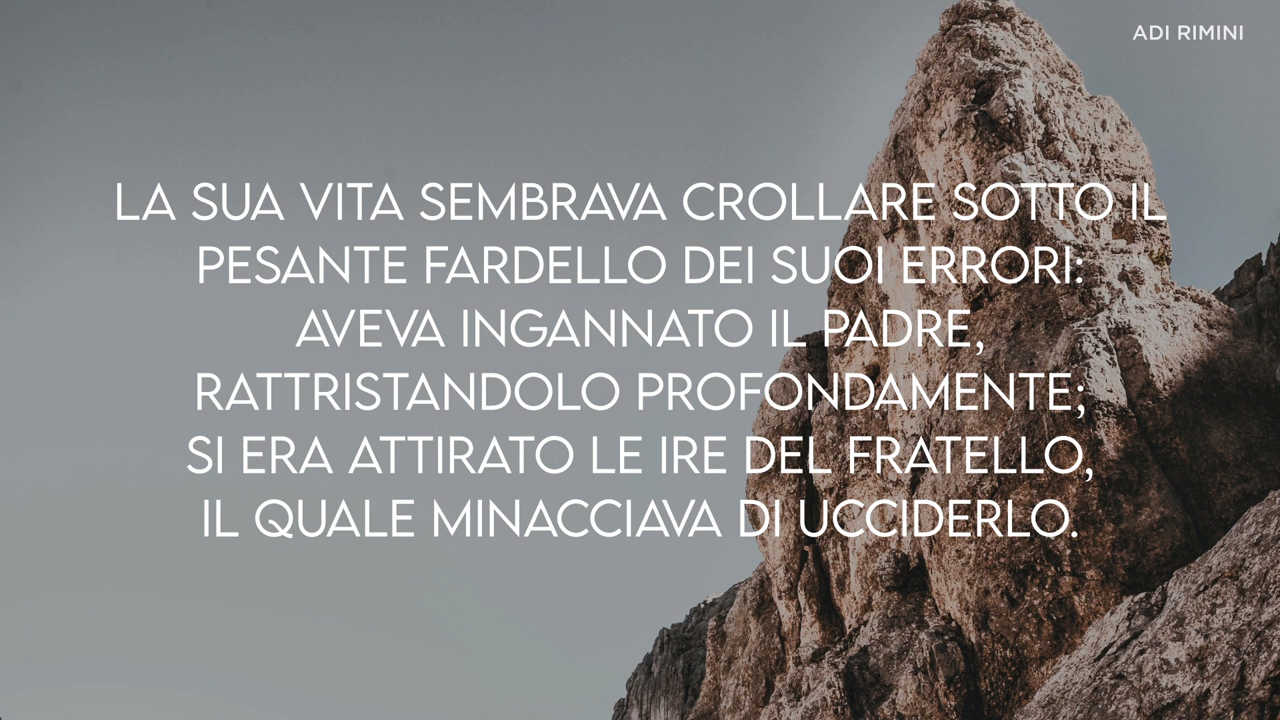 ADI RIMINI
LA SUA VITA SEMBRAVA CROLLARE SOTTO IL
PESANTE FARDELLO DEI SUOI ERRORI:
AVEVA INGANNATO IL PADRE,
RATTRISTANDOLO PROFONDAMENTE;
SI ERA ATTIRATO LE IRE DEL FRATELLO,
IL QUALE MINACCIAVA DI UCCIDERLO.